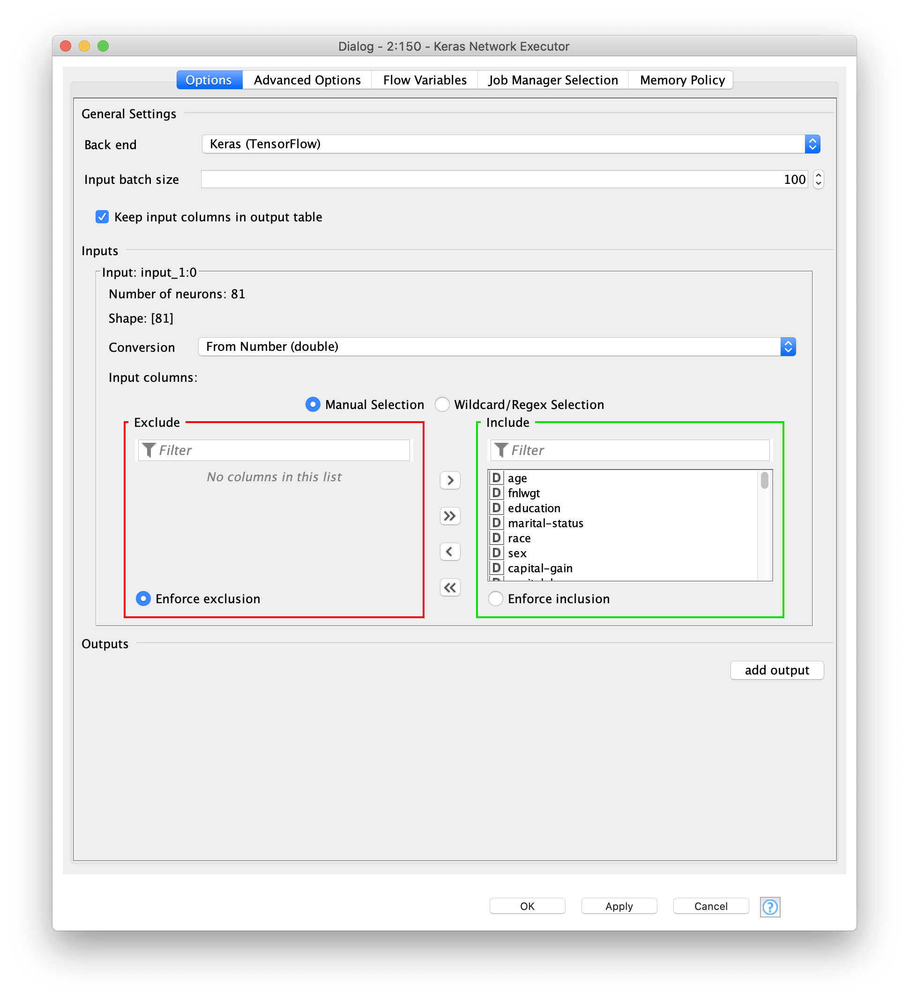 Dialog - 2:150 - Keras Network Executor
Options Advanced Options Flow Variables Job Manager Selection Memory Policy
General Settings
Back end Keras (TensorFlow)
Input batch size 100
Keep input columns in output table
Inputs
Input: input_1:0
Number of neurons: 81
Shape: [81]
Conversion From Number (double)
Input columns:
Manual Selection Wildcard/Regex Selection
Exclude Include
Filter Filter
No columns in this list
D age
D fnlwgt
D education
D marital-status
D race
D sex
D capital-gain
Enforce exclusion Enforce inclusion
Outputs
add output
OK Apply Cancel ?